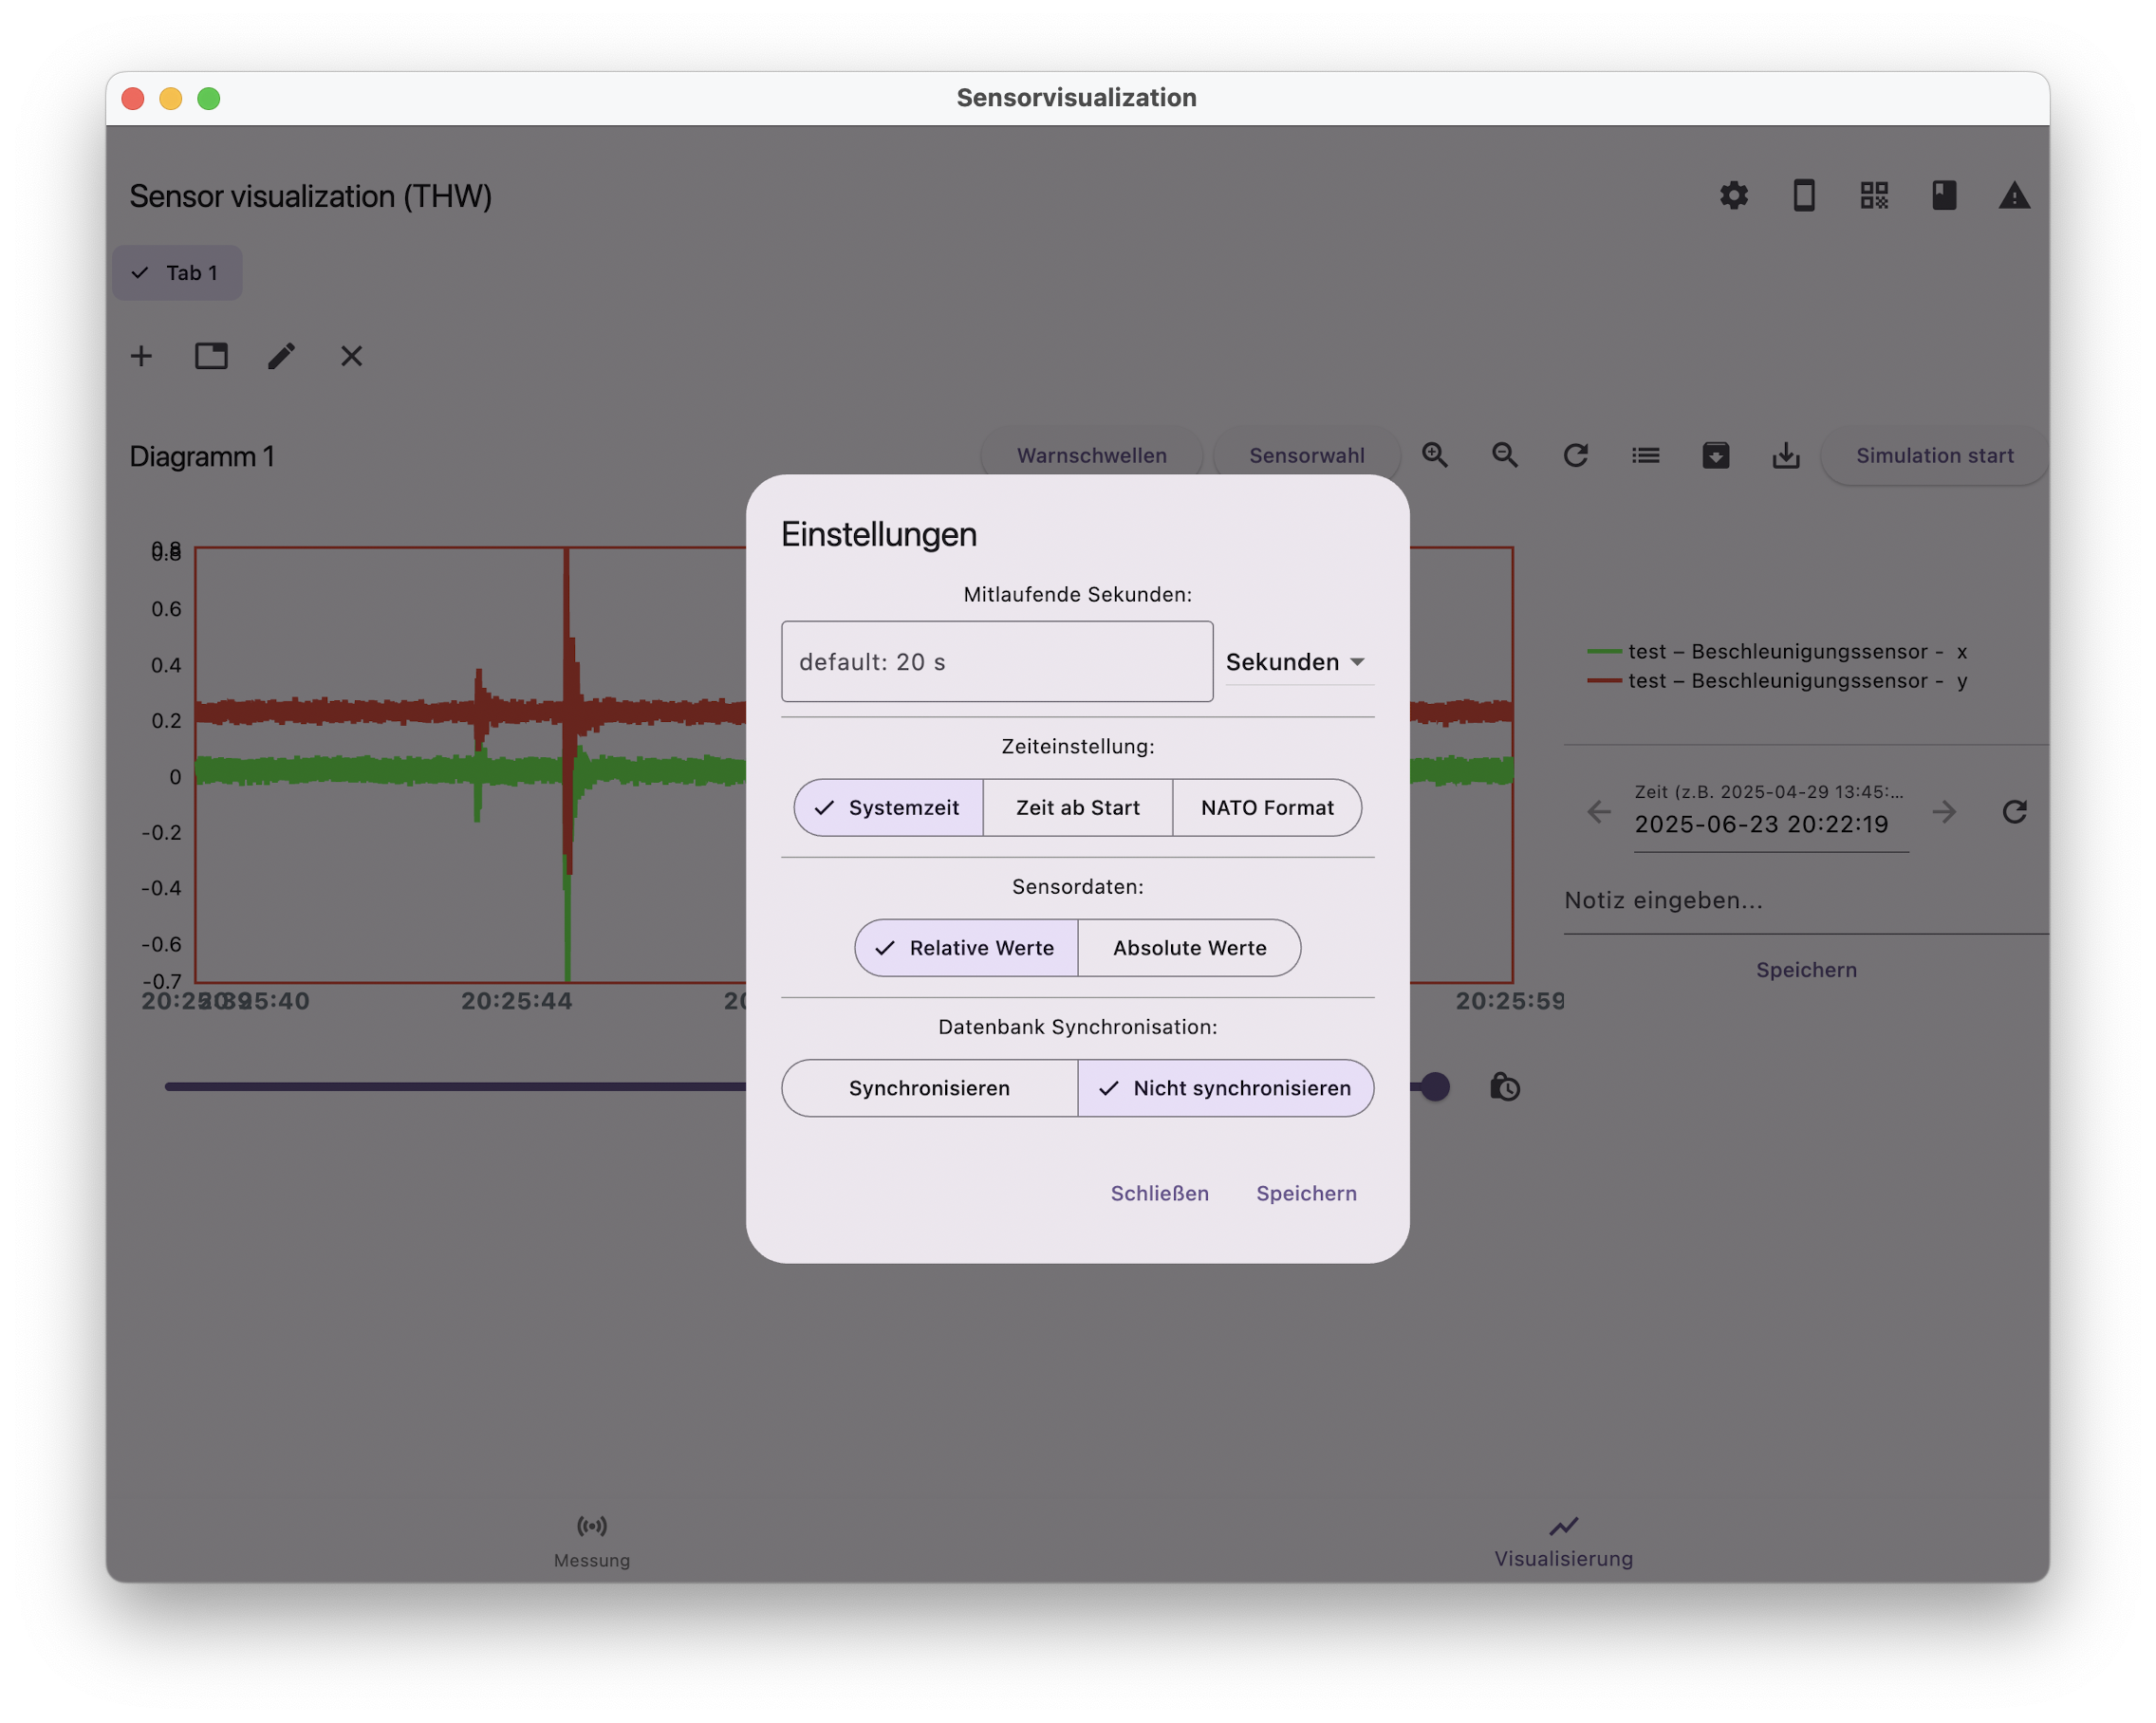 Sensorvisualization
Sensor visualization (THW)
Tab 1
Diagramm 1
Warnschwellen
Sensorwahl
Simulation start
Einstellungen
Mitlaufende Sekunden:
default: 20 s
Sekunden
Zeiteinstellung:
Systemzeit
Zeit ab Start
NATO Format
Sensordaten:
Relative Werte
Absolute Werte
Datenbank Synchronisation:
Synchronisieren
Nicht synchronisieren
Schließen
Speichern
0.8
0.8
0.6
0.4
0.2
0
-0.2
-0.4
-0.6
-0.7
20:25:39
20:25:40
20:25:44
20:25:59
test – Beschleunigungssensor - x
test – Beschleunigungssensor - y
Zeit (z.B. 2025-04-29 13:45:...
2025-06-23 20:22:19
Notiz eingeben...
Speichern
Messung
Visualisierung